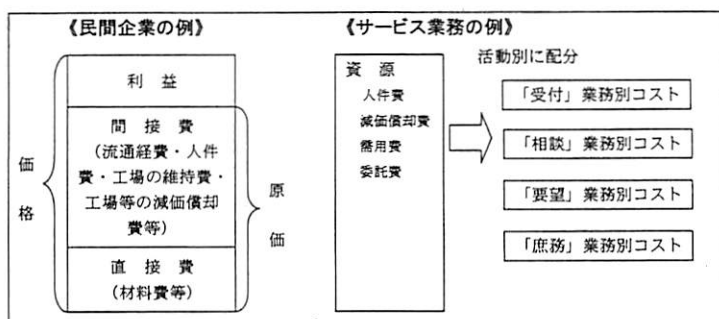 《民間企業の例》
価格
利 益
間 接 費
(流通経費・人件
費・工場の維持費・
工場等の減価償却
費等)
直 接 費
(材料費等)
原価
《サービス業務の例》
資 源
人件費
減価償却費
需用費
委託費
活動別に配分
「受付」業務別コスト
「相談」業務別コスト
「要望」業務別コスト
「庶務」業務別コスト